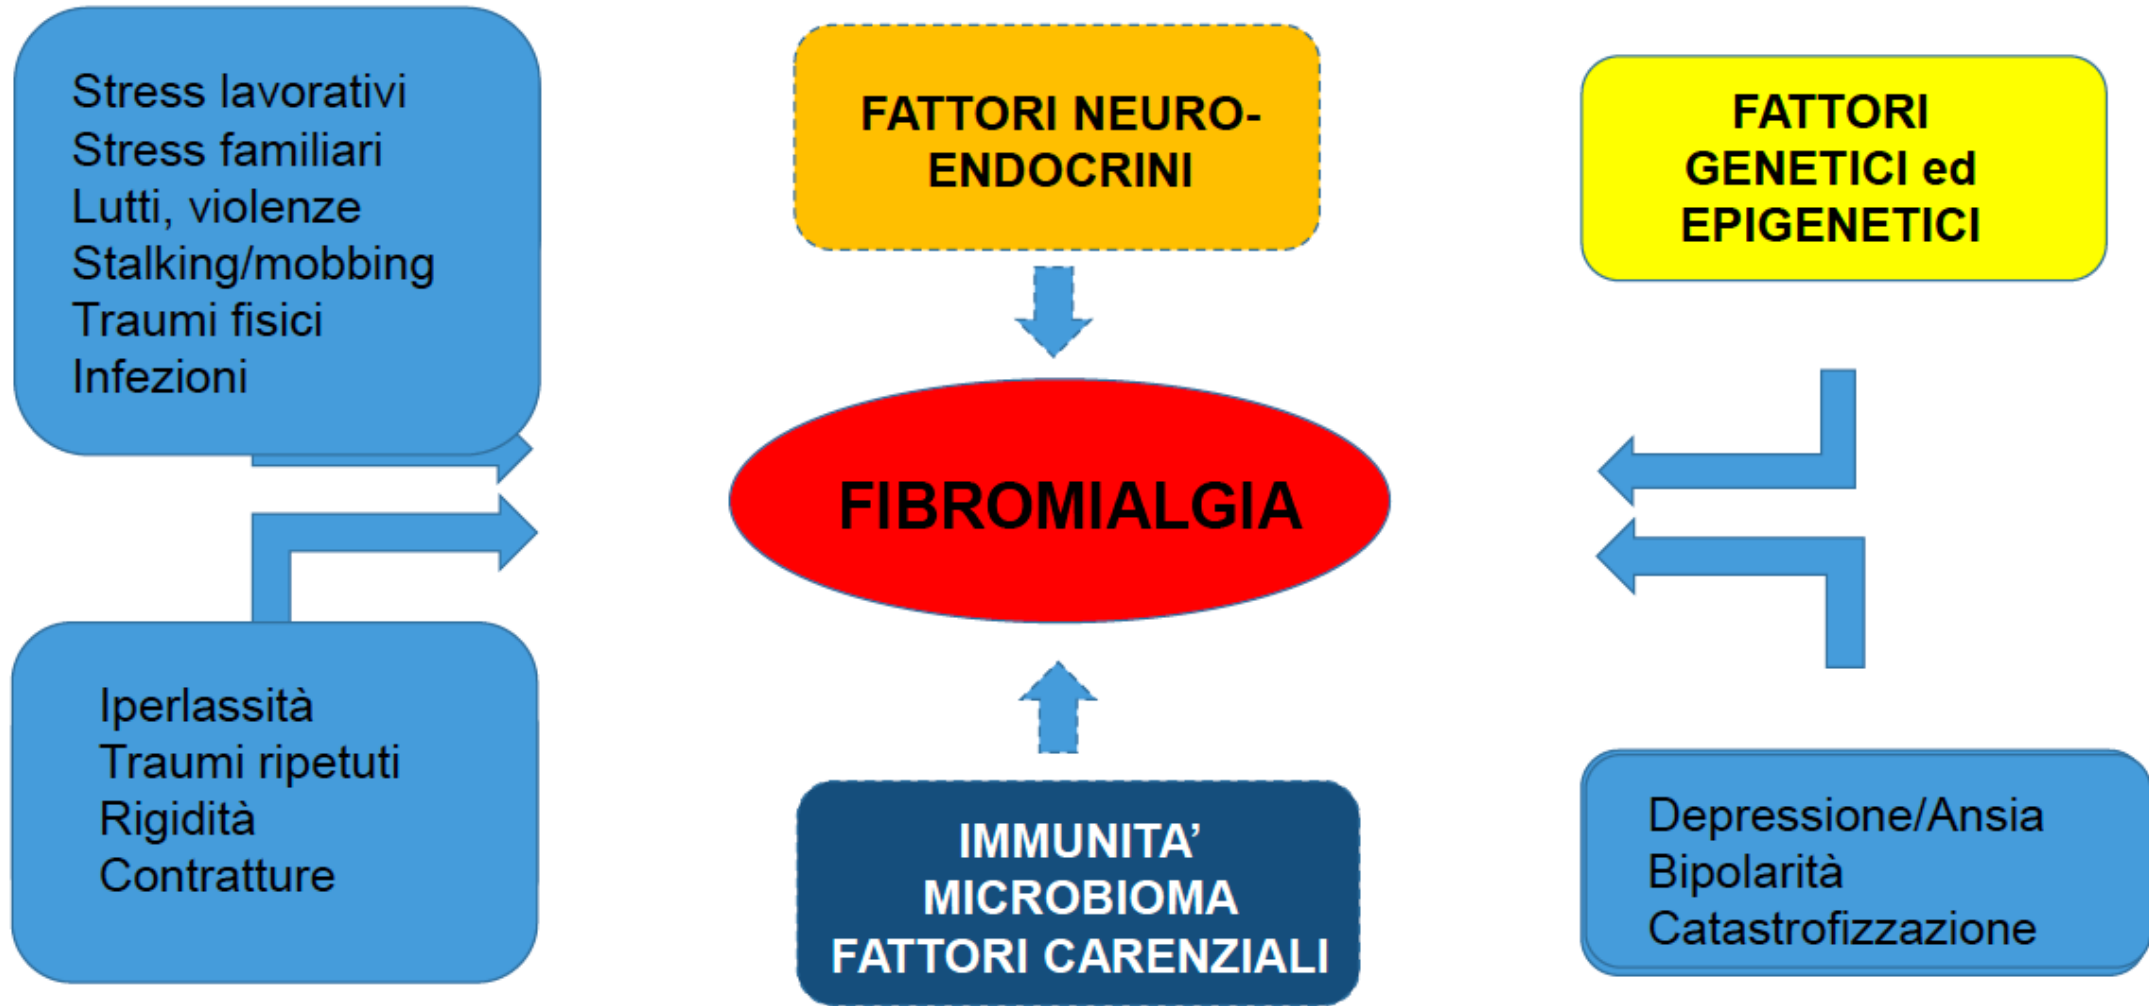 Stress lavorativi
Stress familiari
Lutti, violenze
Stalking/mobbing
Traumi fisici
Infezioni
FATTORI NEURO-
ENDOCRINI
FATTORI
GENETICI ed
EPIGENETICI
FIBROMIALGIA
Iperlassità
Traumi ripetuti
Rigidità
Contratture
IMMUNITA’
MICROBIOMA
FATTORI CARENZIALI
Depressione/Ansia
Bipolarità
Catastrofizzazione